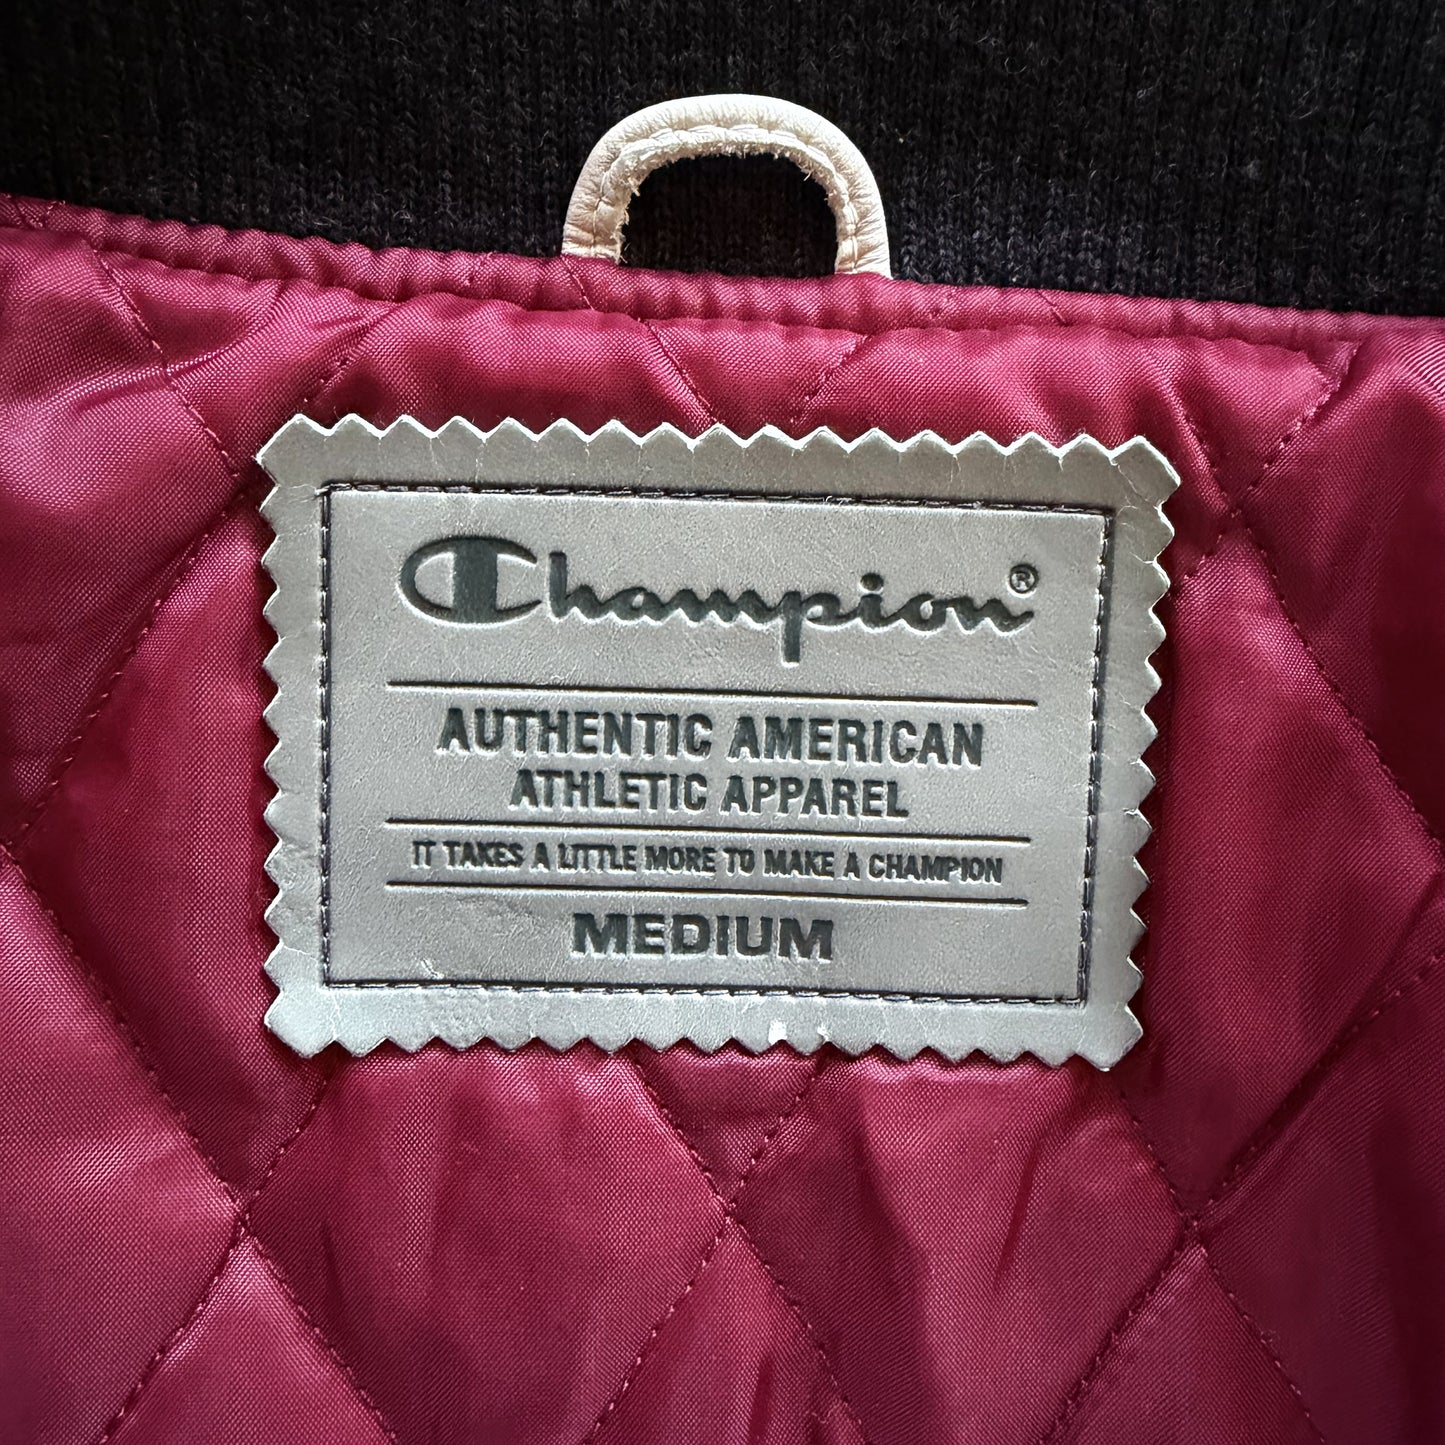 Champion®
AUTHENTIC AMERICAN
ATHLETIC APPAREL
IT TAKES A LITTLE MORE TO MAKE A CHAMPION
MEDIUM